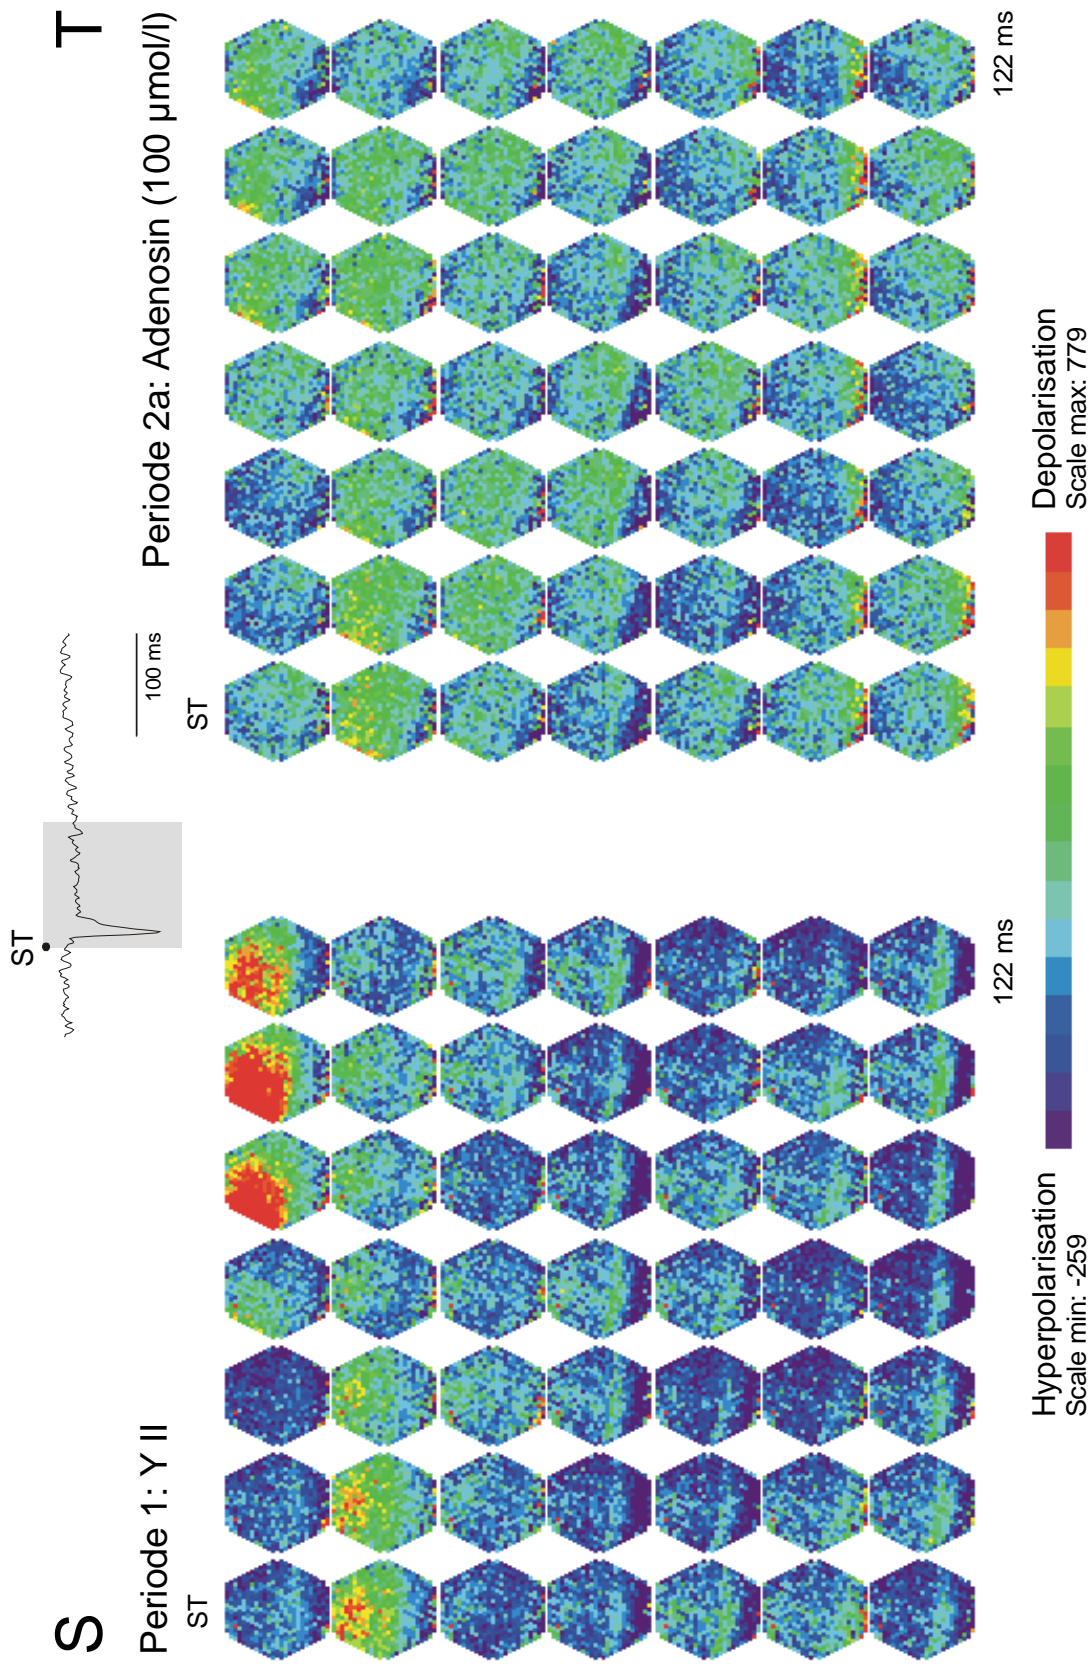 S
T
ST
100 ms
Periode 1: Y II
Periode 2a: Adenosin (100 µmol/l)
ST
ST
122 ms
122 ms
Hyperpolarisation
Scale min: -259
Depolarisation
Scale max: 779